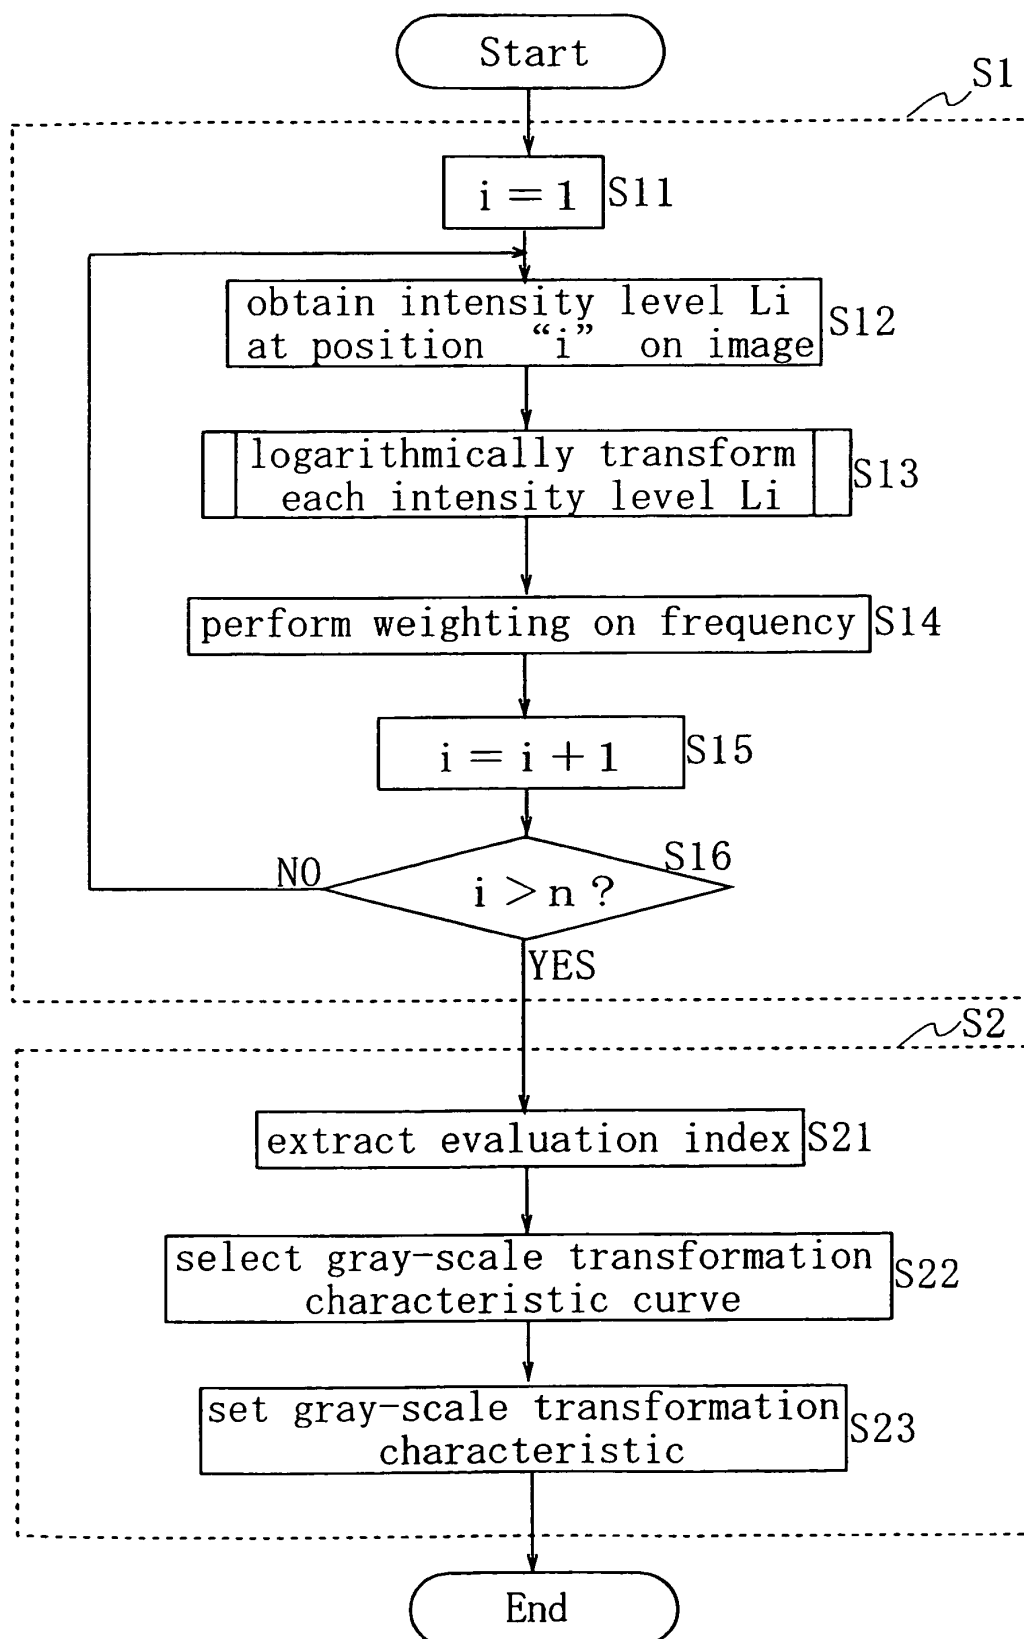 Start
S1
i = 1
S11
obtain intensity level Li
at position “i” on image
S12
logarithmically transform
each intensity level Li
S13
perform weighting on frequency
S14
i = i + 1
S15
S16
NO
i > n ?
YES
S2
extract evaluation index
S21
select gray-scale transformation
characteristic curve
S22
set gray-scale transformation
characteristic
S23
End